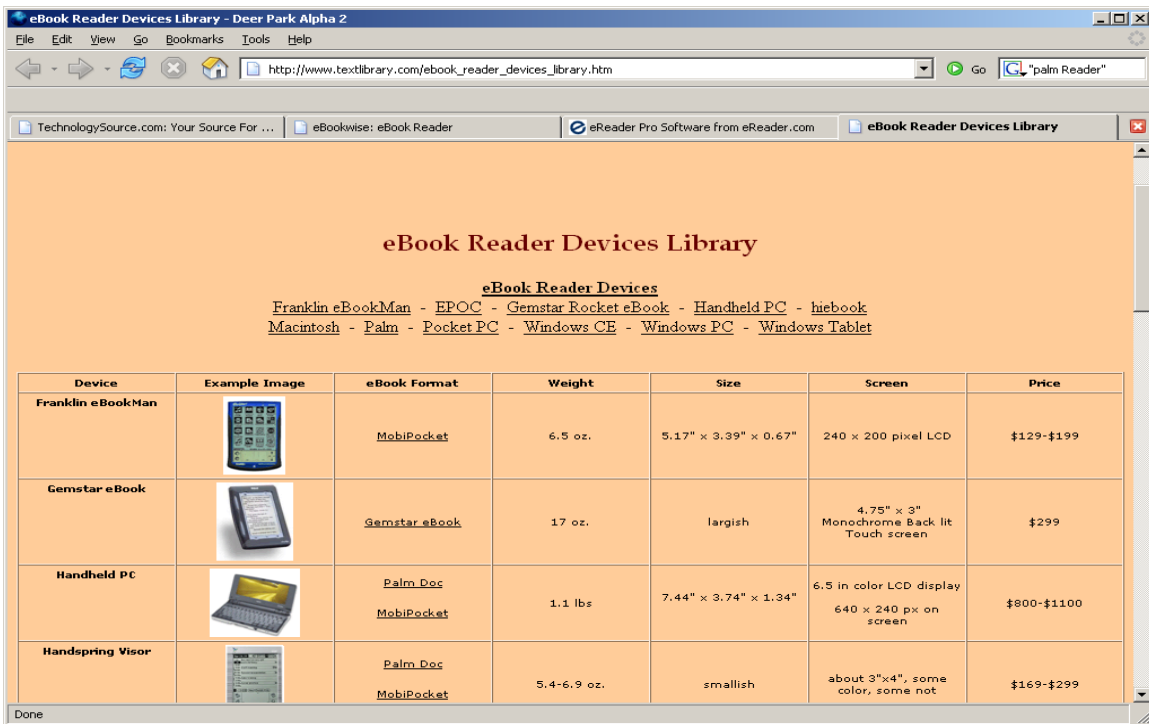 eBook Reader Devices Library - Deer Park Alpha 2
File Edit View Go Bookmarks Tools Help
http://www.textlibrary.com/ebook_reader_devices_library.htm Go G "palm Reader"
TechnologySource.com: Your Source For ... eBookwise: eBook Reader eReader Pro Software from eReader.com eBook Reader Devices Library
eBook Reader Devices Library
eBook Reader Devices
Franklin eBookMan - EPOC - Gemstar Rocket eBook - Handheld PC - hiebook
Macintosh - Palm - Pocket PC - Windows CE - Windows PC - Windows Tablet
Device Example Image eBook Format Weight Size Screen Price
Franklin eBookMan
MobiPocket 6.5 oz. 5.17" x 3.39" x 0.67" 240 x 200 pixel LCD $129-$199
Gemstar eBook
Gemstar eBook 17 oz. largish 4.75" x 3"
Monochrome Back lit
Touch screen $299
Handheld PC
Palm Doc
MobiPocket 1.1 lbs 7.44" x 3.74" x 1.34" 6.5 in color LCD display
640 x 240 px on
screen $800-$1100
Handspring Visor
Palm Doc
MobiPocket 5.4-6.9 oz. smallish about 3"x4", some
color, some not $169-$299
Done